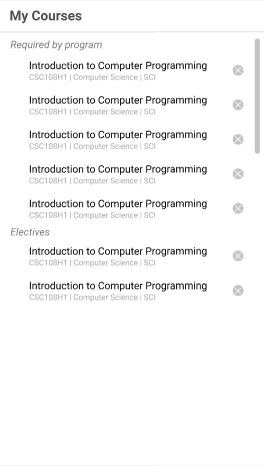 My Courses
Required by program
Introduction to Computer Programming
CSC108H1 | Computer Science | SCI
Introduction to Computer Programming
CSC108H1 | Computer Science | SCI
Introduction to Computer Programming
CSC108H1 | Computer Science | SCI
Introduction to Computer Programming
CSC108H1 | Computer Science | SCI
Introduction to Computer Programming
CSC108H1 | Computer Science | SCI
Electives
Introduction to Computer Programming
CSC108H1 | Computer Science | SCI
Introduction to Computer Programming
CSC108H1 | Computer Science | SCI